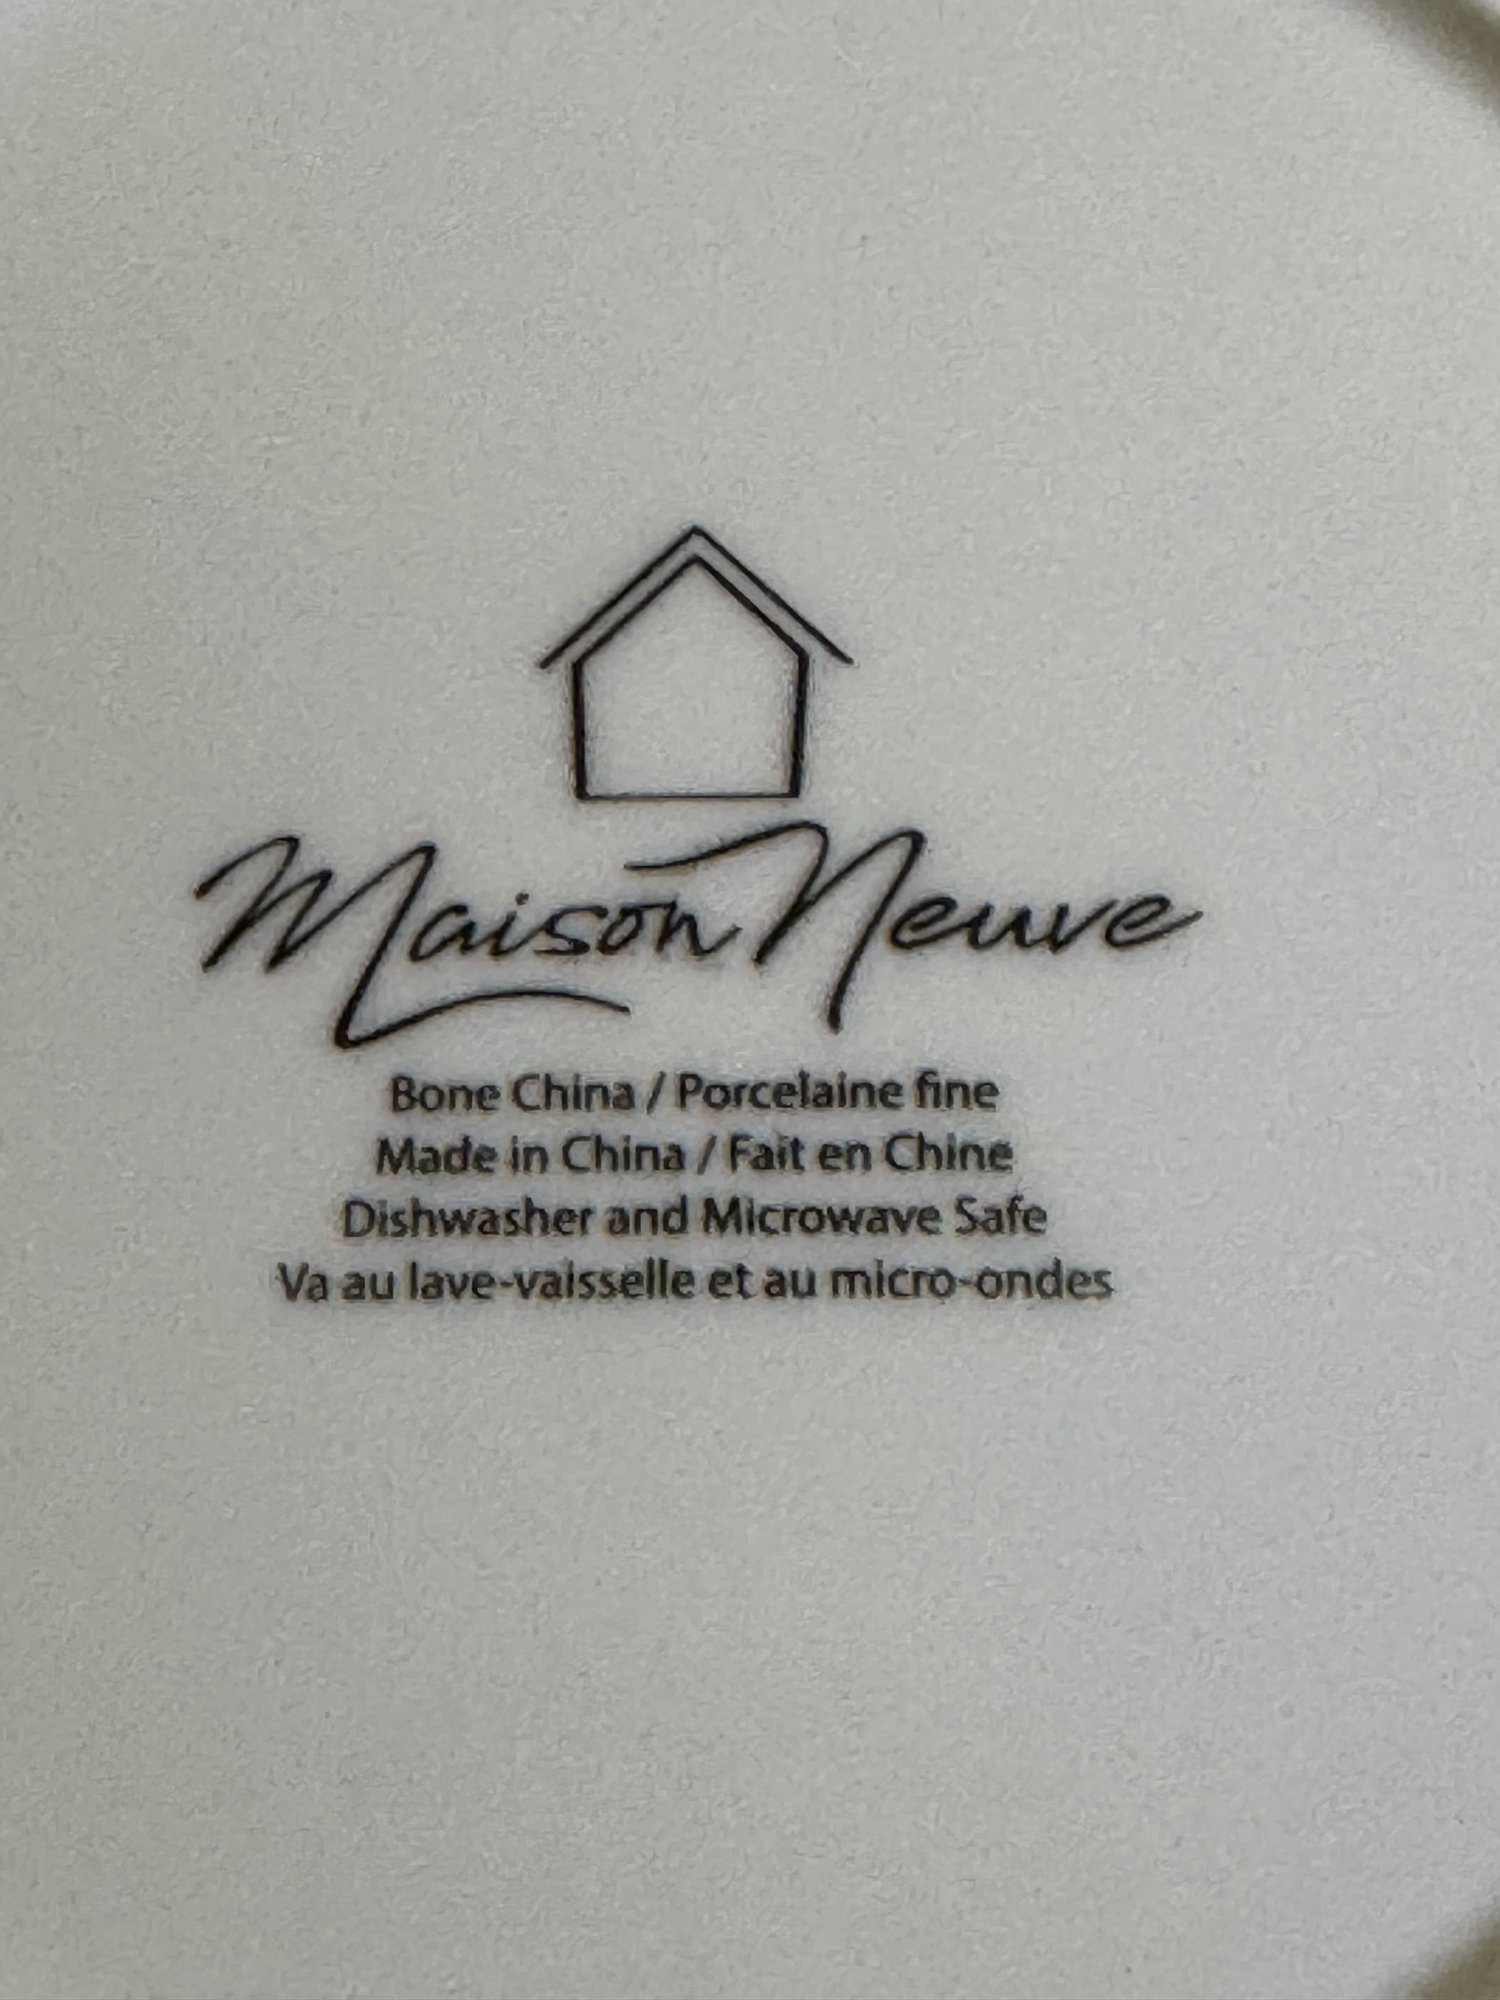 Maison Neuve
Bone China / Porcelaine fine
Made in China / Fait en Chine
Dishwasher and Microwave Safe
Va au lave-vaisselle et au micro-ondes